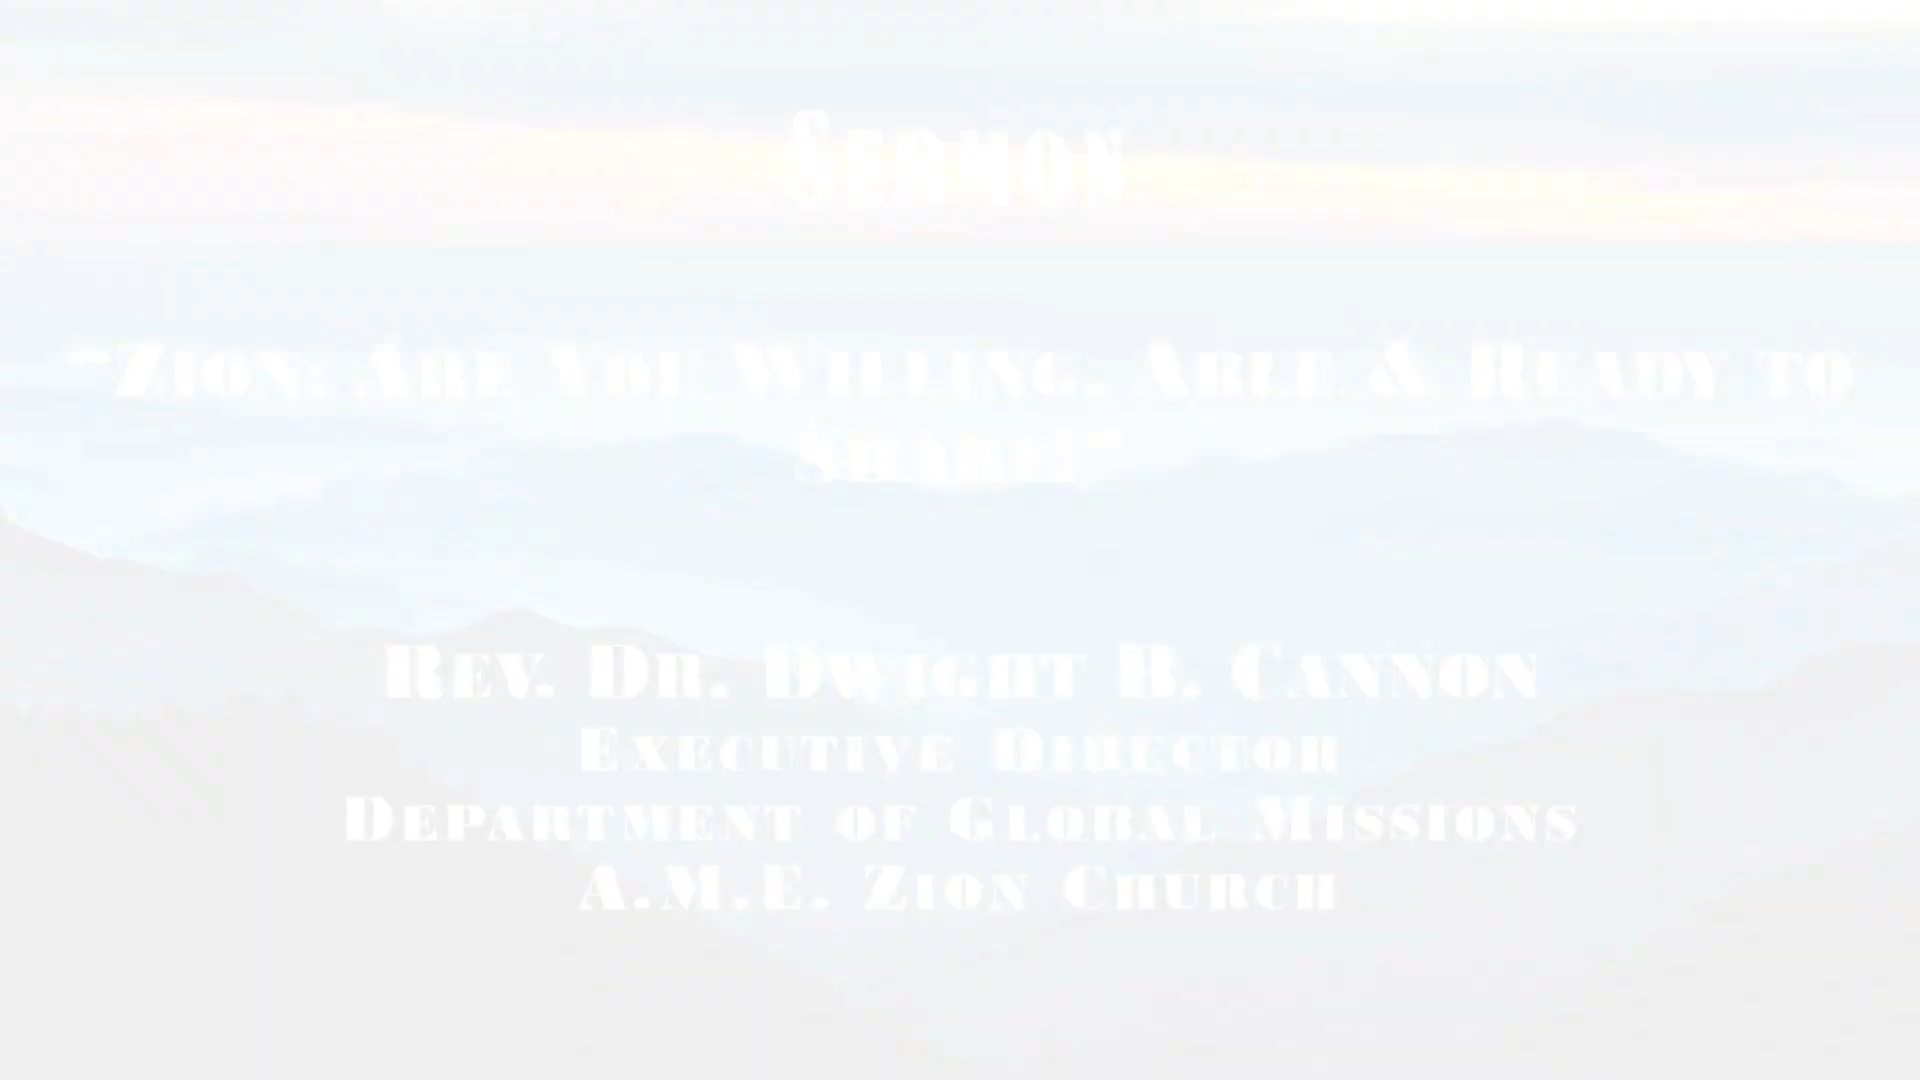 Sermon
"Zion: Are You Willing, Able & Ready to
Share!"
Rev. Dr. Dwight B. Cannon
Executive Director
Department of Global Missions
A.M.E. Zion Church